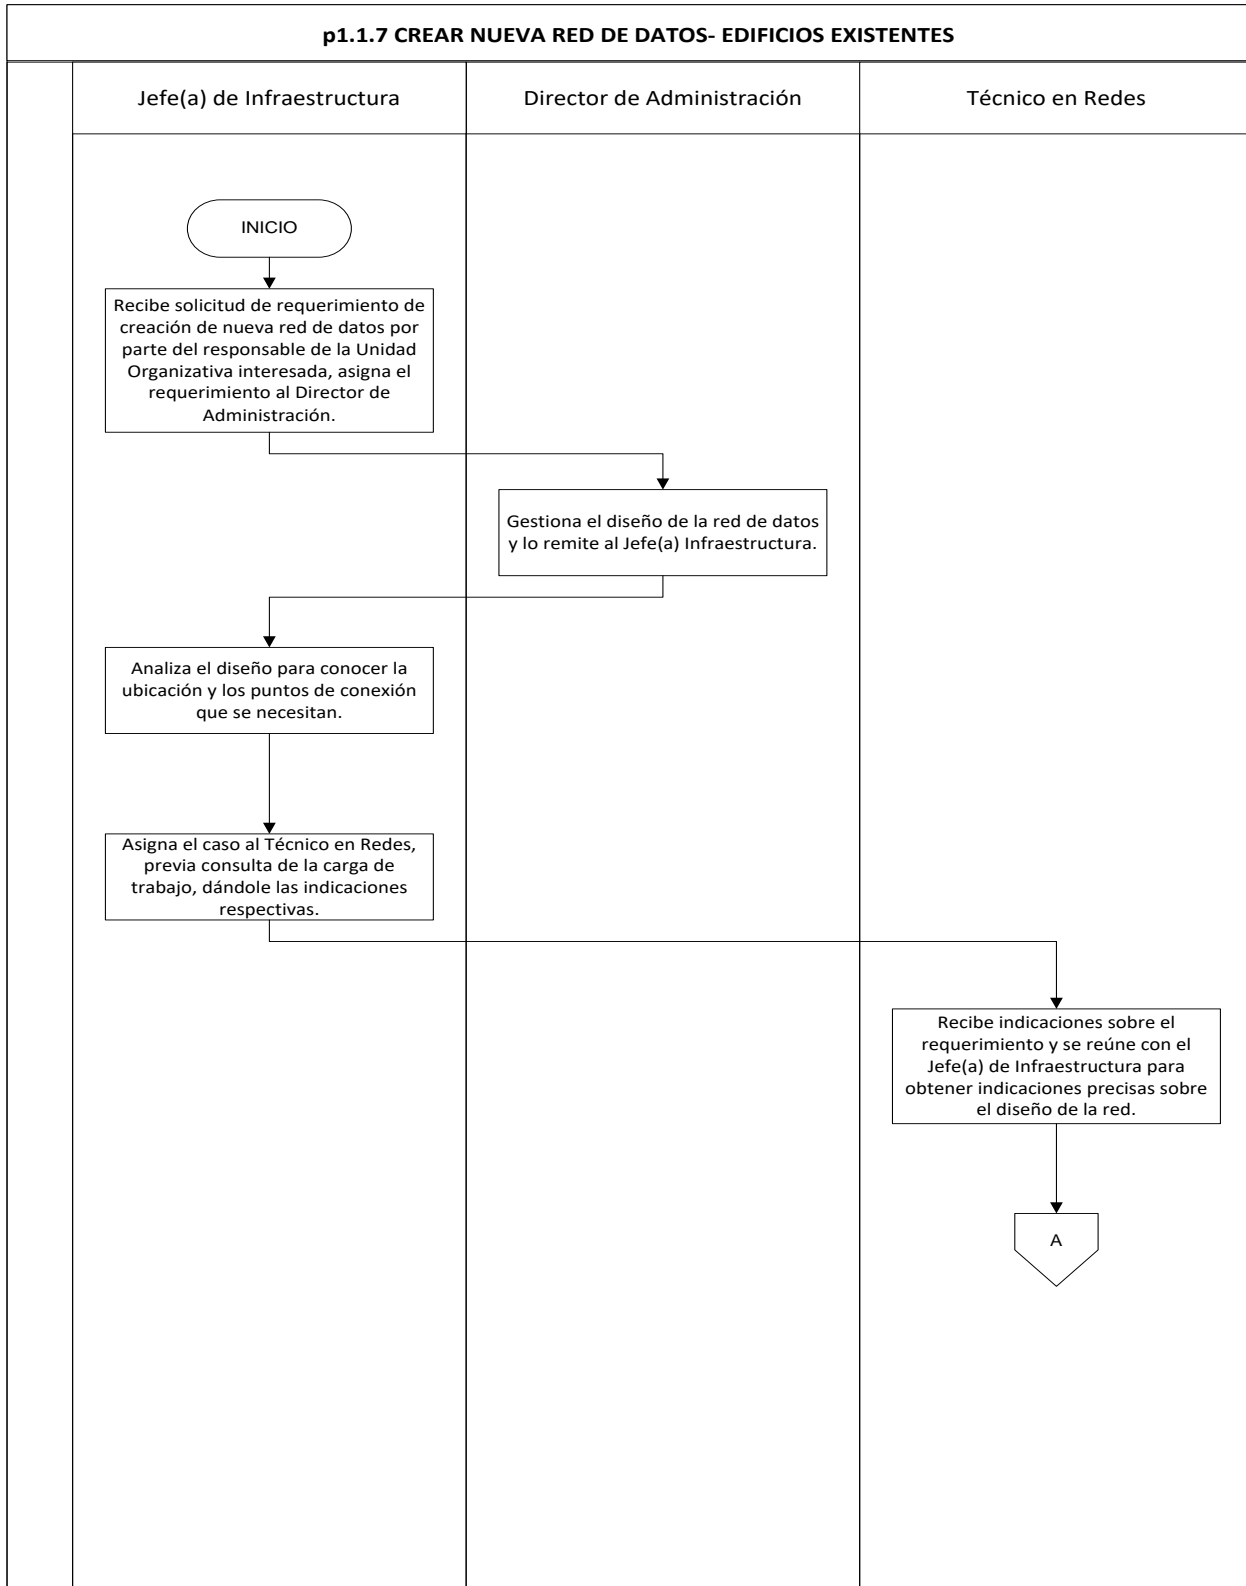 p1.1.7 CREAR NUEVA RED DE DATOS- EDIFICIOS EXISTENTES
Jefe(a) de Infraestructura
Director de Administración
Técnico en Redes
INICIO
Recibe solicitud de requerimiento de
creación de nueva red de datos por
parte del responsable de la Unidad
Organizativa interesada, asigna el
requerimiento al Director de
Administración.
Gestiona el diseño de la red de datos
y lo remite al Jefe(a) Infraestructura.
Analiza el diseño para conocer la
ubicación y los puntos de conexión
que se necesitan.
Asigna el caso al Técnico en Redes,
previa consulta de la carga de
trabajo, dándole las indicaciones
respectivas.
Recibe indicaciones sobre el
requerimiento y se reúne con el
Jefe(a) de Infraestructura para
obtener indicaciones precisas sobre
el diseño de la red.
A